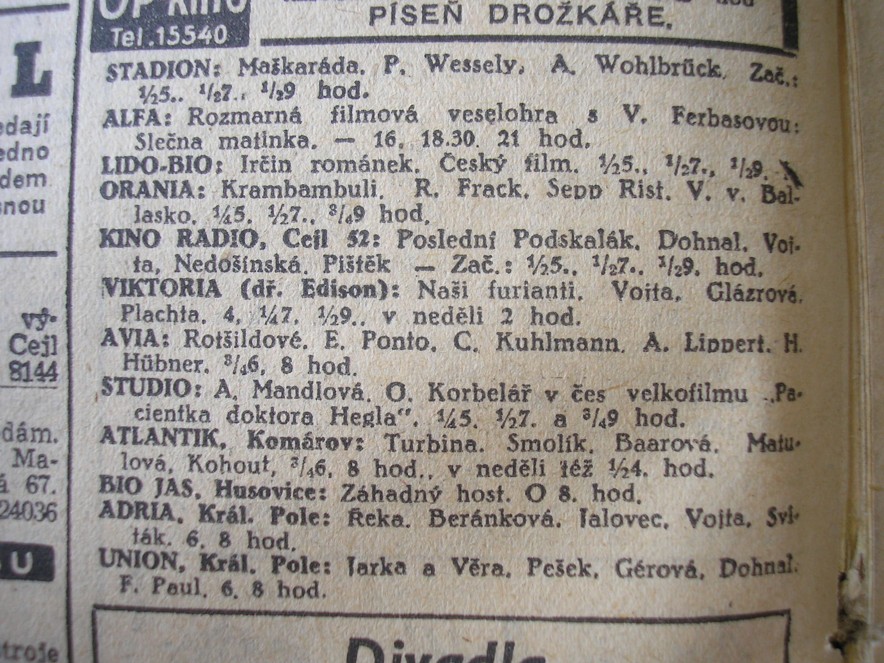 OP kino
Tel. 15540
PÍSEŇ DROŽKÁŘE.
STADION: Maškaráda. P. Wessely, A. Wohlbrück. Zač.:
½5., ½7., ½9 hod.
ALFA: Rozmarná filmová veselohra s V. Ferbasovou:
Slečna matinka. — 16, 18.30, 21 hod.
LIDO-BIO: Irčin románek. Český film. ½5., ½7., ½9.
ORANIA: Krambambuli. R. Frack, Sepp Rist, V. v. Bal-
lasko. ¼5, ½7., ¾9 hod.
KINO RADIO, Cejl 52: Poslední Podskalák. Dohnal, Voj-
ta, Nedošínská, Pištěk — Zač.: ½5., ½7., ½9. hod.
VIKTORIA (dř. Edison): Naši furianti. Vojta, Glázrová,
Plachta. 4, ¼7, ½9., v neděli 2 hod.
AVIA: Rotšildové. E. Ponto, C. Kuhlmann, A. Lippert, H.
Hübner. ¾6, 8 hod.
STUDIO: A. Mandlová, O. Korbelář v čes velkofilmu „Pa-
cientka doktora Hegla“. ¼5, ½7. a ¾9 hod.
ATLANTIK, Komárov: Turbina. Smolík, Baarová, Matu-
lová, Kohout, ¾6, 8 hod., v neděli též ½4. hod.
BIO JAS, Husovice: Záhadný host. O 8. hod.
ADRIA, Král. Pole: Řeka. Beránková, Jalovec, Vojta, Svi-
ták. 6, 8 hod.
UNION, Král. Pole: Jarka a Věra. Pešek, Gérová, Dohnal.
F. Paul. 6, 8 hod.
Divadla
L
edají
edno
dem
snou
vý-
Cejl
8144
dám.
Ma-
67.
24036
U
stroje